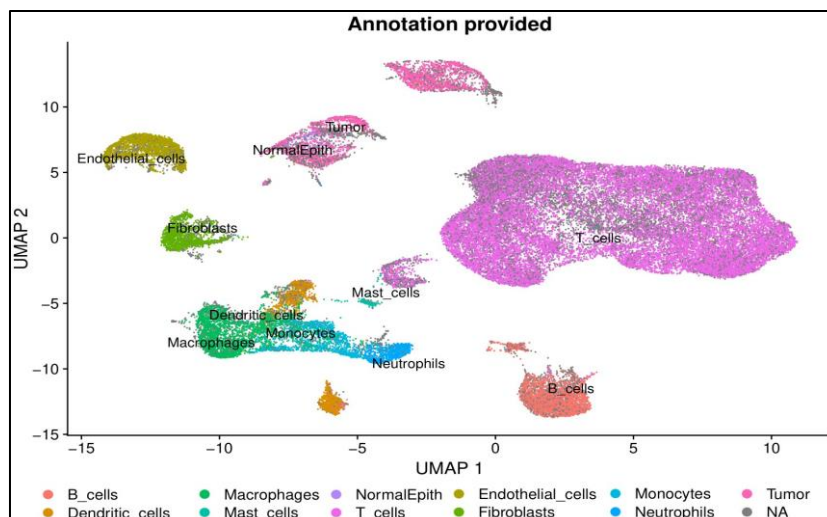 Annotation provided
Tumor
NormalEpith
Endothelial_cells
Fibroblasts
T_cells
Mast_cells
Dendritic_cells
Monocytes
Macrophages
Neutrophils
B_cells
10
5
0
−5
−10
−15
UMAP 2
−15 −10 −5 0 5 10
UMAP 1
B_cells Macrophages NormalEpith Endothelial_cells Monocytes Tumor
Dendritic_cells Mast_cells T_cells Fibroblasts Neutrophils NA